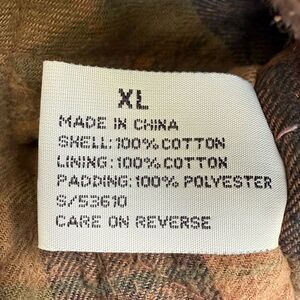 XL
MADE IN CHINA
SHELL:100% COTTON
LINING:100% COTTON
PADDING:100% POLYESTER
S/53610
CARE ON REVERSE